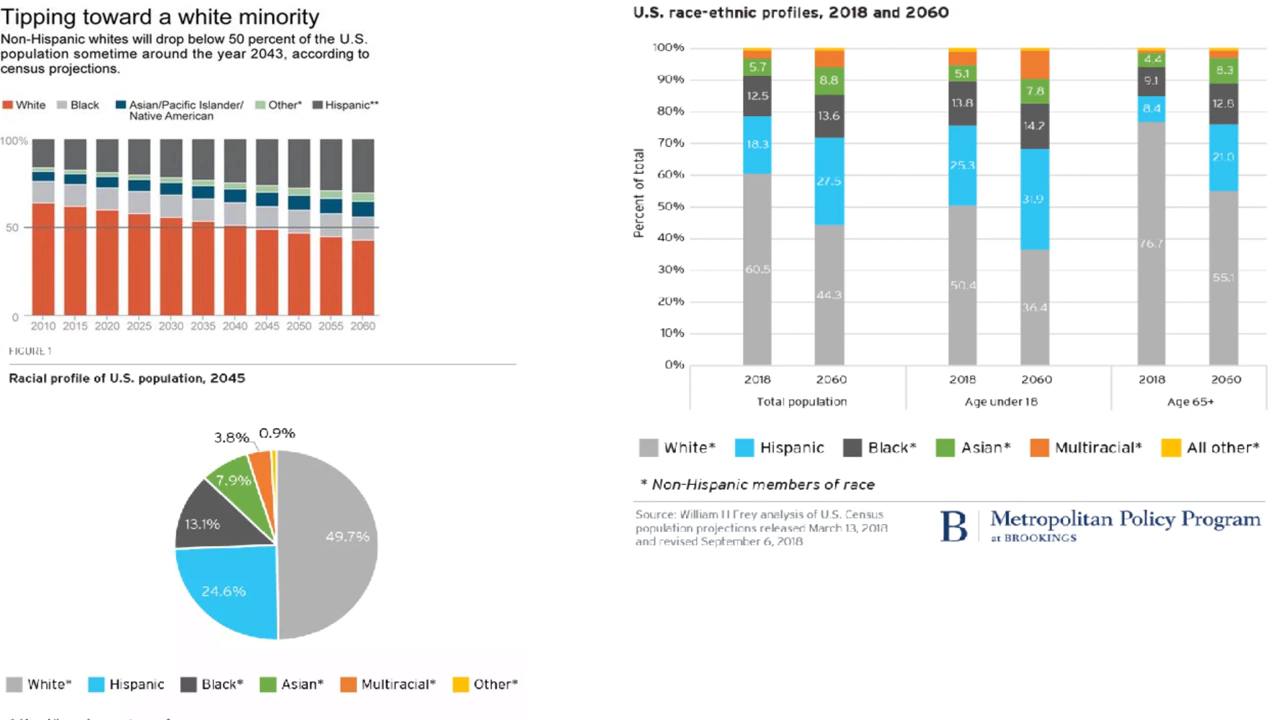 Tipping toward a white minority
Non-Hispanic whites will drop below 50 percent of the U.S.
population sometime around the year 2043, according to
census projections.
White Black Asian/Pacific Islander/ Other* Hispanic**
Native American
100%
50
0
2010 2015 2020 2025 2030 2035 2040 2045 2050 2055 2060
FIGURE 1
Racial profile of U.S. population, 2045
3.8% 0.9%
7.9%
13.1% 49.7%
24.6%
White* Hispanic Black* Asian* Multiracial* Other*
U.S. race-ethnic profiles, 2018 and 2060
Percent of total
100%
90%
80%
70%
60%
50%
40%
30%
20%
10%
0%
5.7 8.8 5.1 7.8 4.4 8.3
12.5 13.6 13.8 14.2 9.1 12.8
18.3 27.5 25.3 31.9 8.4 21.0
60.5 44.3 50.4 36.4 76.7 55.1
2018 2060 2018 2060 2018 2060
Total population Age under 18 Age 65+
White* Hispanic Black* Asian* Multiracial* All other*
* Non-Hispanic members of race
Source: William H Frey analysis of U.S. Census
population projections released March 13, 2018
and revised September 6, 2018
B Metropolitan Policy Program
at BROOKINGS